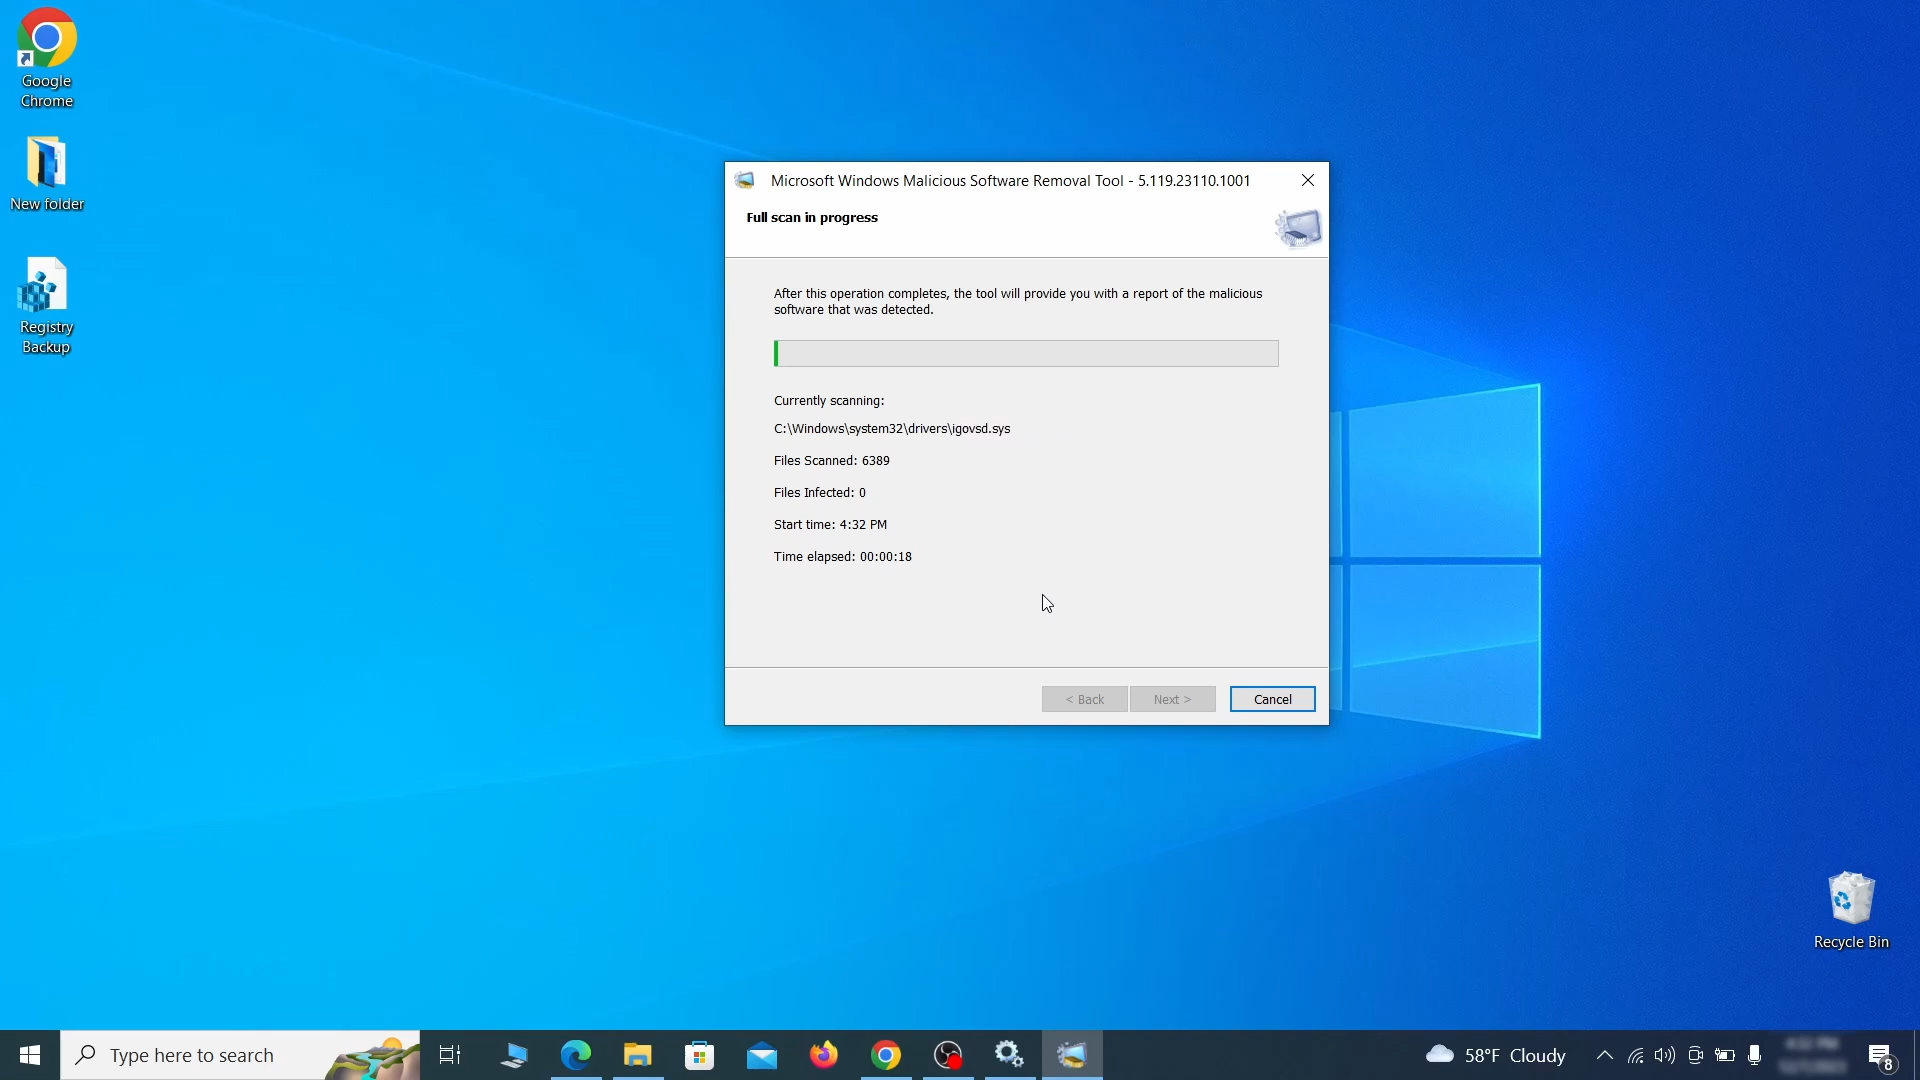 Google
Chrome
New folder
Registry
Backup
Microsoft Windows Malicious Software Removal Tool - 5.119.23110.1001
Full scan in progress
After this operation completes, the tool will provide you with a report of the malicious
software that was detected.
Currently scanning:
C:\Windows\system32\drivers\igovsd.sys
Files Scanned: 6389
Files Infected: 0
Start time: 4:32 PM
Time elapsed: 00:00:18
< Back
Next >
Cancel
Recycle Bin
Type here to search
58°F Cloudy
8